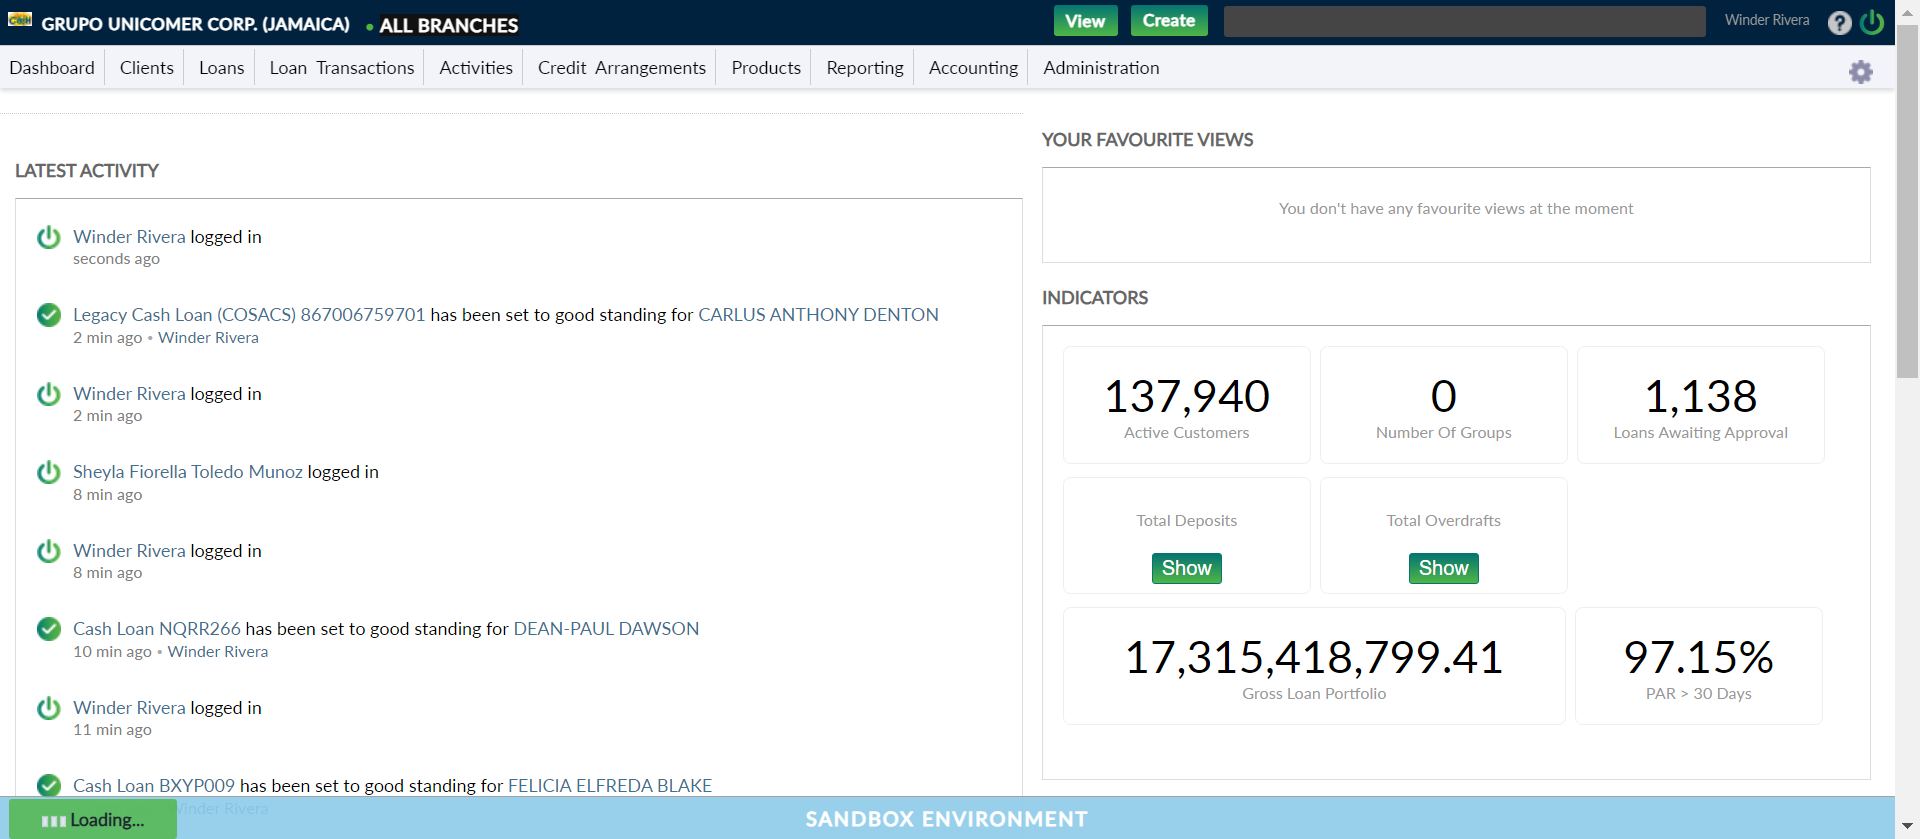 Cash GRUPO UNICOMER CORP. (JAMAICA) • ALL BRANCHES View Create Winder Rivera ?
Dashboard Clients Loans Loan Transactions Activities Credit Arrangements Products Reporting Accounting Administration
LATEST ACTIVITY
Winder Rivera logged in
seconds ago
Legacy Cash Loan (COSACS) 867006759701 has been set to good standing for CARLUS ANTHONY DENTON
2 min ago • Winder Rivera
Winder Rivera logged in
2 min ago
Sheyla Fiorella Toledo Munoz logged in
8 min ago
Winder Rivera logged in
8 min ago
Cash Loan NQRR266 has been set to good standing for DEAN-PAUL DAWSON
10 min ago • Winder Rivera
Winder Rivera logged in
11 min ago
Cash Loan BXYP009 has been set to good standing for FELICIA ELFREDA BLAKE
Winder Rivera
YOUR FAVOURITE VIEWS
You don't have any favourite views at the moment
INDICATORS
137,940
Active Customers
0
Number Of Groups
1,138
Loans Awaiting Approval
Total Deposits
Show
Total Overdrafts
Show
17,315,418,799.41
Gross Loan Portfolio
97.15%
PAR > 30 Days
Loading...
SANDBOX ENVIRONMENT